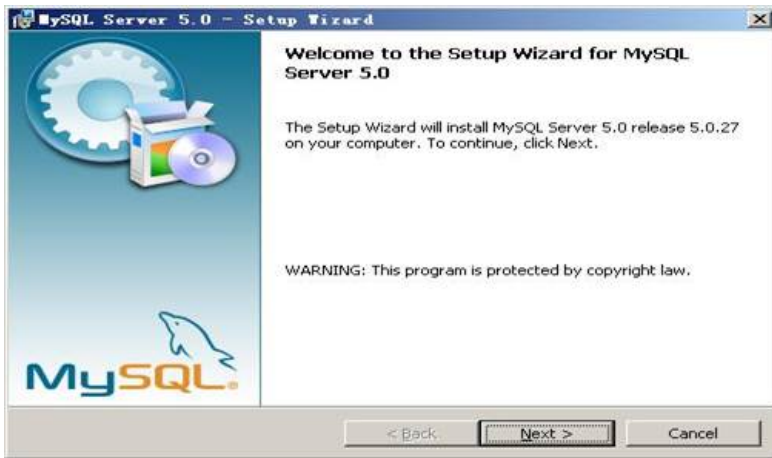 MySQL Server 5.0 - Setup Wizard
Welcome to the Setup Wizard for MySQL
Server 5.0
The Setup Wizard will install MySQL Server 5.0 release 5.0.27
on your computer. To continue, click Next.
WARNING: This program is protected by copyright law.
MySQL®
< Back
Next >
Cancel